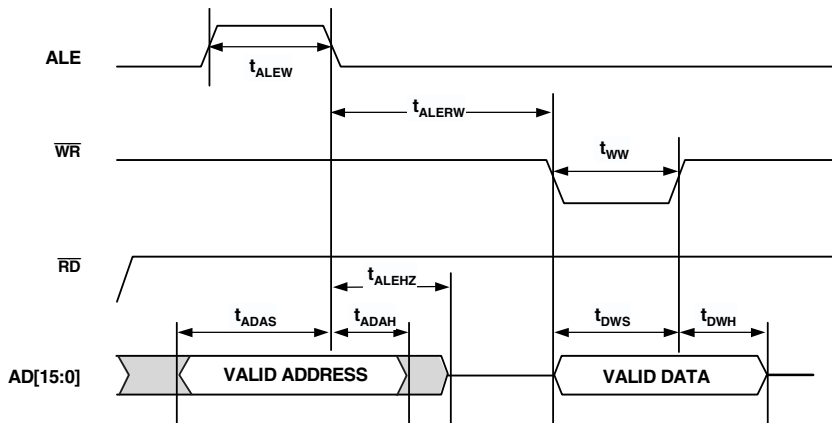 ALE
tALEW
tALERW
WR
tWW
RD
tALEHZ
tADAS
tADAH
tDWS
tDWH
AD[15:0]
VALID ADDRESS
VALID DATA